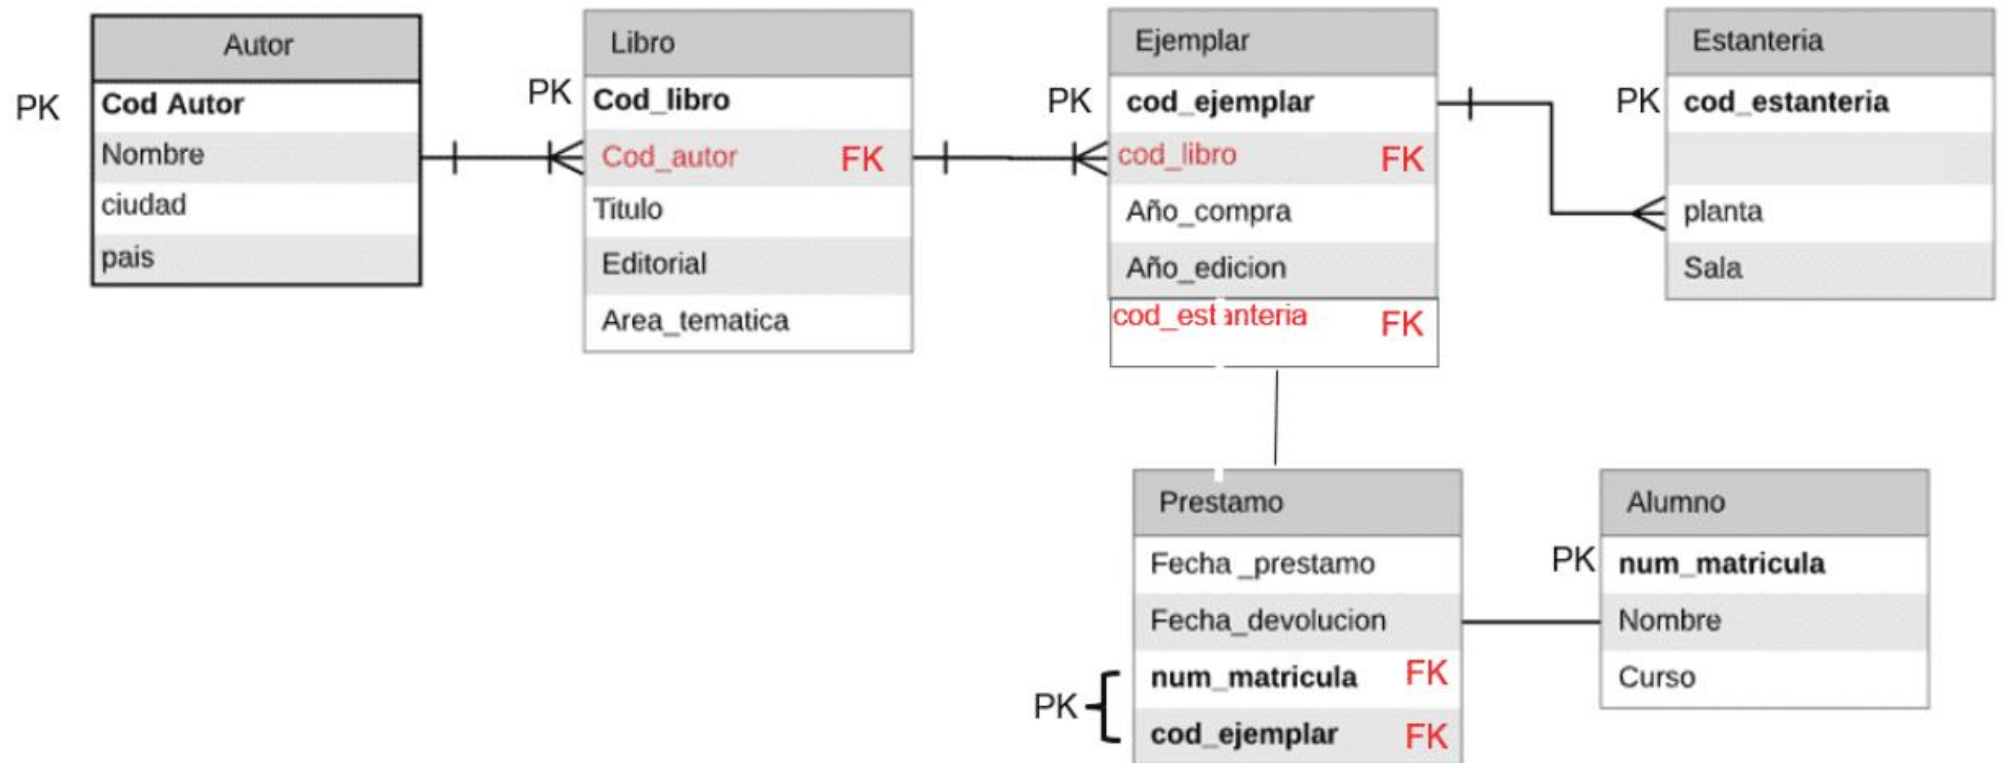 Autor
PK
Cod Autor
Nombre
ciudad
pais
Libro
PK
Cod_libro
Cod_autor FK
Titulo
Editorial
Area_tematica
Ejemplar
PK
cod_ejemplar
cod_libro FK
Año_compra
Año_edicion
cod_estanteria FK
Estanteria
PK
cod_estanteria
planta
Sala
Prestamo
Fecha _prestamo
Fecha_devolucion
PK
num_matricula FK
cod_ejemplar FK
Alumno
PK
num_matricula
Nombre
Curso